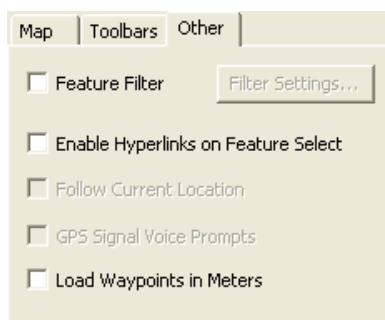 Map Toolbars Other
Feature Filter Filter Settings...
Enable Hyperlinks on Feature Select
Follow Current Location
GPS Signal Voice Prompts
Load Waypoints in Meters